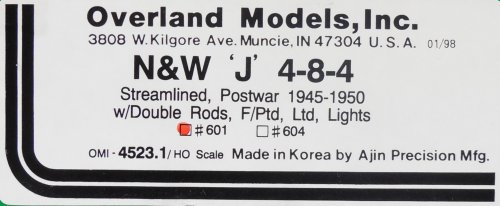 Overland Models, Inc.
3808 W. Kilgore Ave. Muncie, IN 47304 U. S. A. 01/98
N&W 'J' 4-8-4
Streamlined, Postwar 1945-1950
w/Double Rods, F/Ptd, Ltd, Lights
#601 #604
OMI - 4523.1/HO Scale Made in Korea by Ajin Precision Mfg.